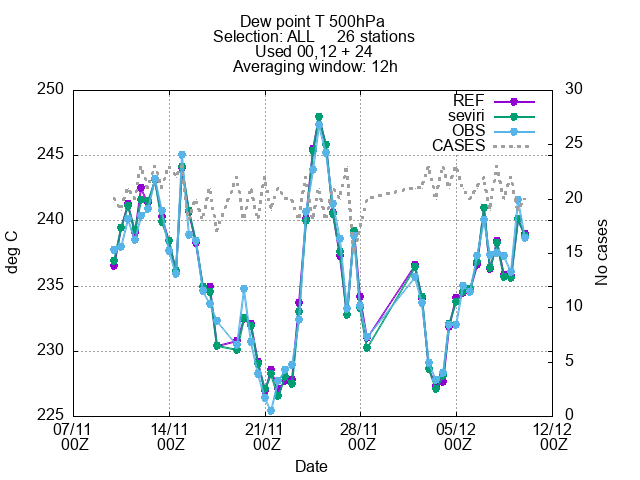 Dew point T 500hPa
Selection: ALL 26 stations
Used 00,12 + 24
Averaging window: 12h
250 30
REF
seviri
OBS
CASES
245 25
240 20
235 15
230 10
5
225 0
deg C
No cases
07/11 14/11 21/11 28/11 05/12 12/12
00Z 00Z 00Z 00Z 00Z 00Z
Date